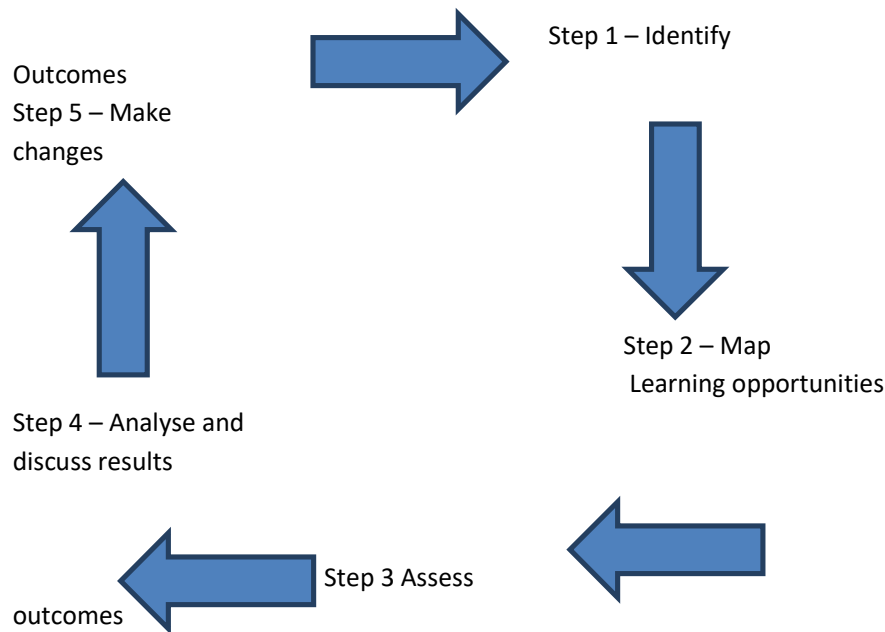 Step 1 – Identify
Outcomes
Step 5 – Make
changes
Step 2 – Map
Learning opportunities
Step 4 – Analyse and
discuss results
Step 3 Assess
outcomes